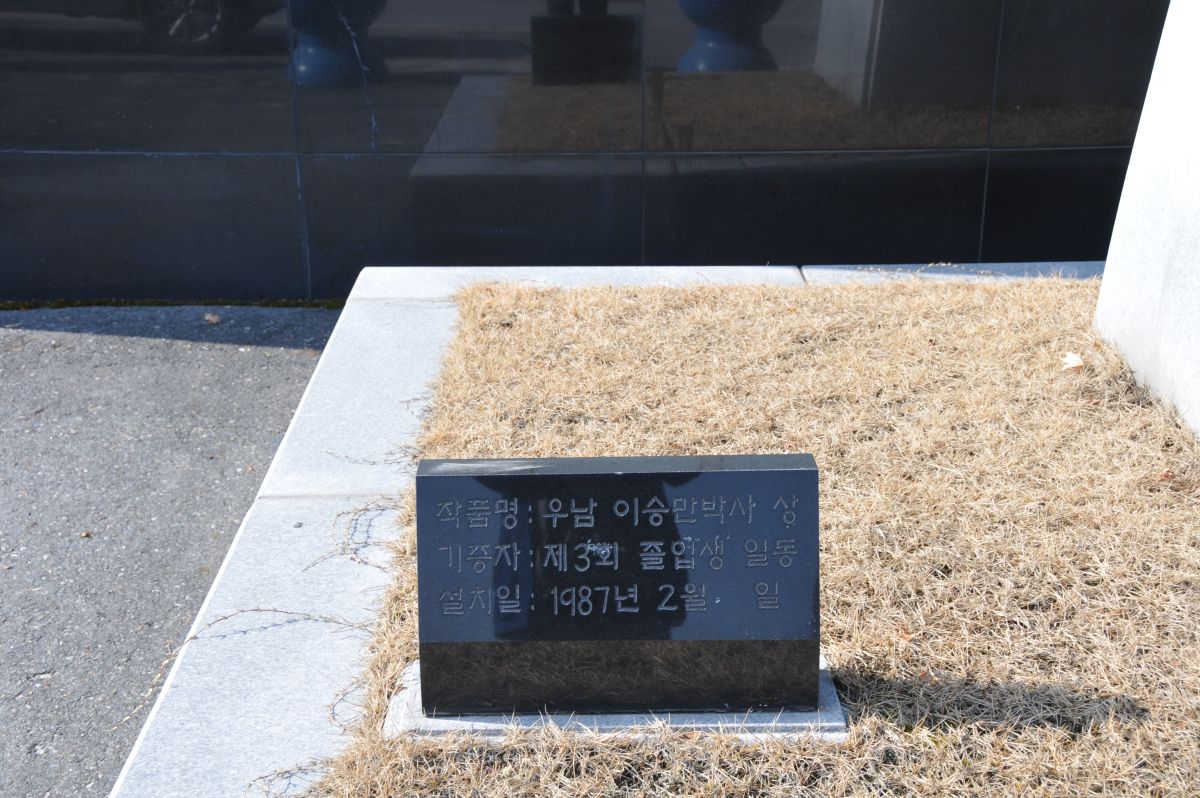 작품명: 우남 이승만박사 상
기증자: 제3회 졸업생 일동
설치일: 1987년 2월 일